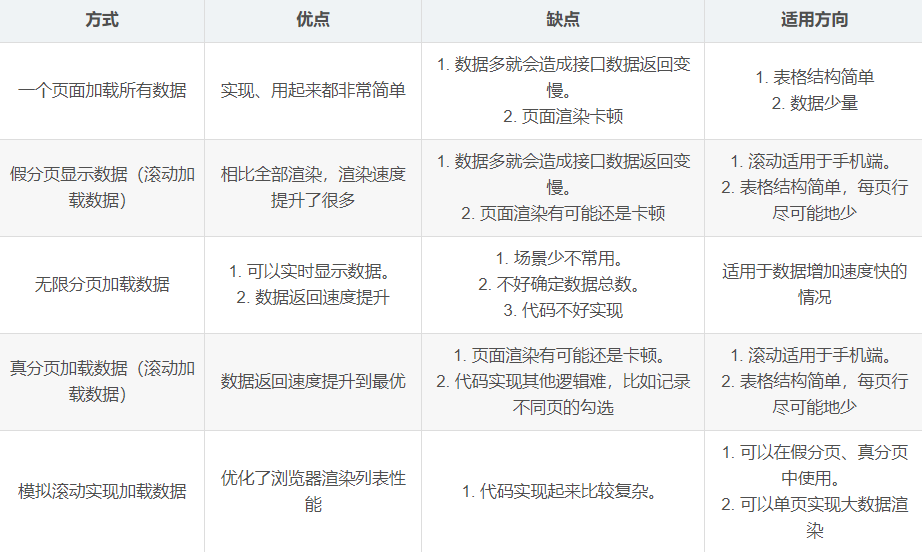 方式
优点
缺点
适用方向
一个页面加载所有数据
实现、用起来都非常简单
1. 数据多就会造成接口数据返回变
慢。
2. 页面渲染卡顿
1. 表格结构简单
2. 数据少量
假分页显示数据（滚动加
载数据）
相比全部渲染，渲染速度
提升了很多
1. 数据多就会造成接口数据返回变
慢。
2. 页面渲染有可能还是卡顿
1. 滚动适用于手机端。
2. 表格结构简单，每页行
尽可能地少
无限分页加载数据
1. 可以实时显示数据。
2. 数据返回速度提升
1. 场景少不常用。
2. 不好确定数据总数。
3. 代码不好实现
适用于数据增加速度快的
情况
真分页加载数据（滚动加
载数据）
数据返回速度提升到最优
1. 页面渲染有可能还是卡顿。
2. 代码实现其他逻辑难，比如记录
不同页的勾选
1. 滚动适用于手机端。
2. 表格结构简单，每页行
尽可能地少
模拟滚动实现加载数据
优化了浏览器渲染列表性
能
1. 代码实现起来比较复杂。
1. 可以在假分页、真分页
中使用。
2. 可以单页实现大数据渲
染